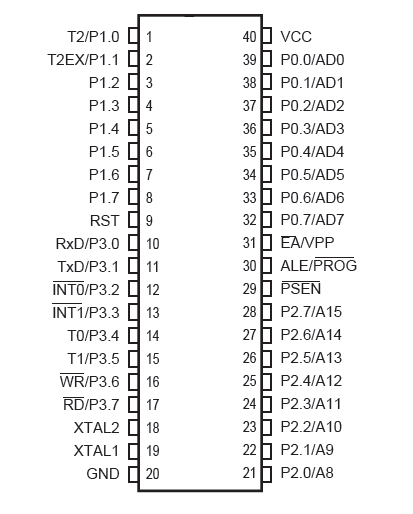 T2/P1.0 1 40 VCC
T2EX/P1.1 2 39 P0.0/AD0
P1.2 3 38 P0.1/AD1
P1.3 4 37 P0.2/AD2
P1.4 5 36 P0.3/AD3
P1.5 6 35 P0.4/AD4
P1.6 7 34 P0.5/AD5
P1.7 8 33 P0.6/AD6
RST 9 32 P0.7/AD7
RxD/P3.0 10 31 E̅A̅/VPP
TxD/P3.1 11 30 ALE/P̅R̅O̅G̅
I̅N̅T̅0̅/P3.2 12 29 P̅S̅E̅N̅
I̅N̅T̅1̅/P3.3 13 28 P2.7/A15
T0/P3.4 14 27 P2.6/A14
T1/P3.5 15 26 P2.5/A13
W̅R̅/P3.6 16 25 P2.4/A12
R̅D̅/P3.7 17 24 P2.3/A11
XTAL2 18 23 P2.2/A10
XTAL1 19 22 P2.1/A9
GND 20 21 P2.0/A8